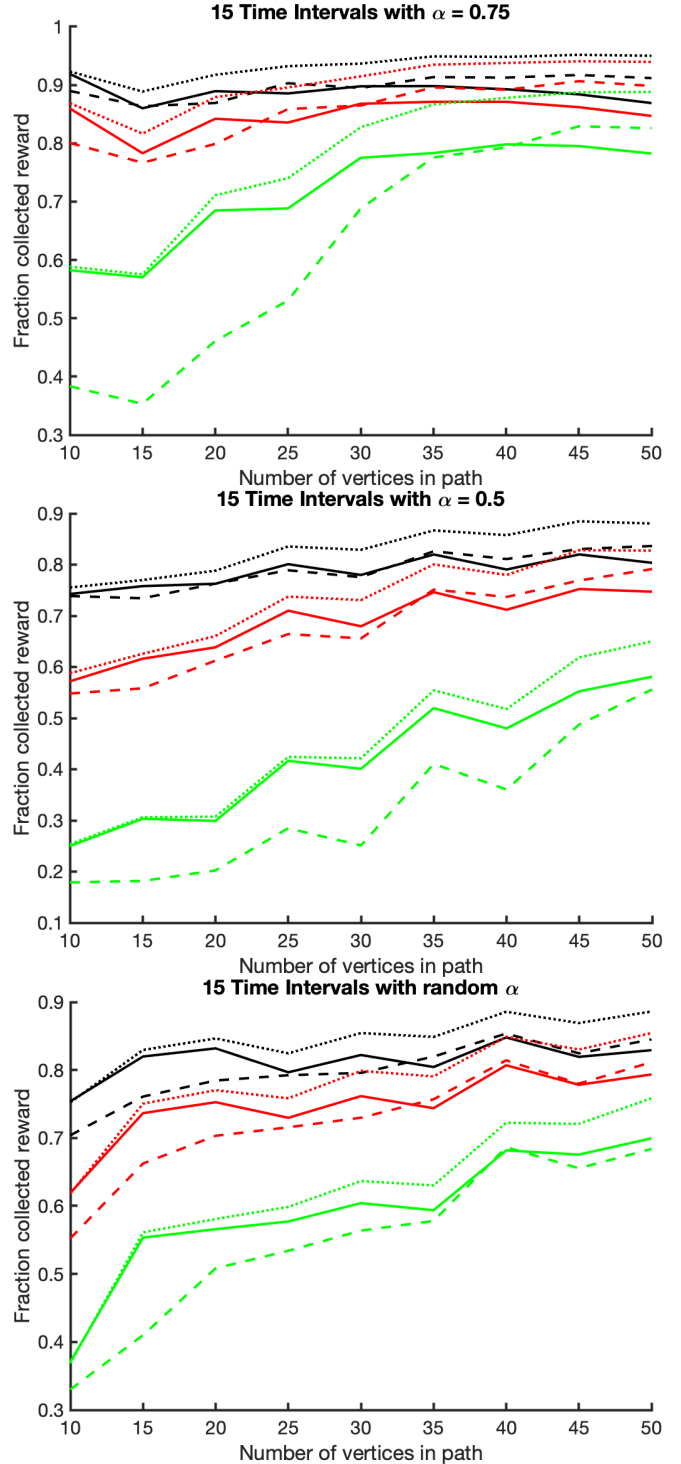 15 Time Intervals with α = 0.75
Fraction collected reward
1
0.9
0.8
0.7
0.6
0.5
0.4
0.3
10 15 20 25 30 35 40 45 50
Number of vertices in path
15 Time Intervals with α = 0.5
Fraction collected reward
0.9
0.8
0.7
0.6
0.5
0.4
0.3
0.2
0.1
10 15 20 25 30 35 40 45 50
Number of vertices in path
15 Time Intervals with random α
Fraction collected reward
0.9
0.8
0.7
0.6
0.5
0.4
0.3
10 15 20 25 30 35 40 45 50
Number of vertices in path